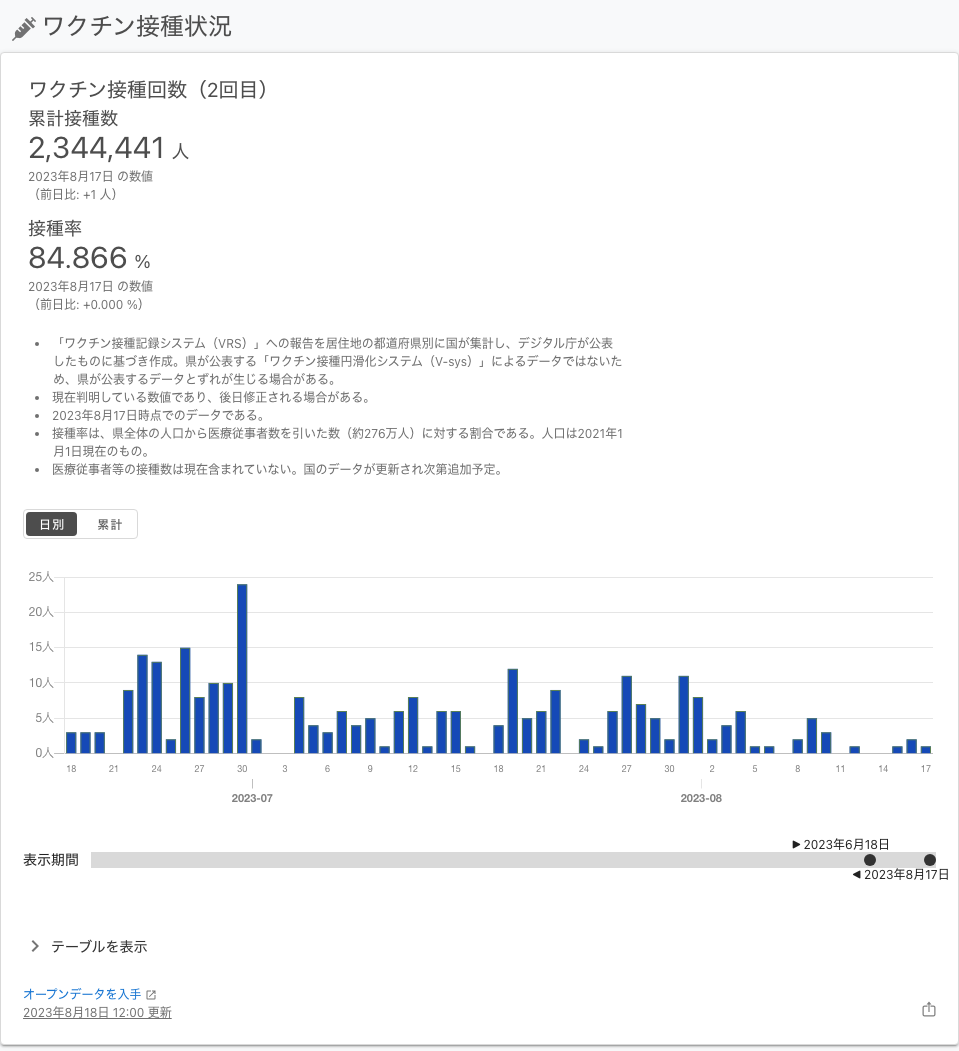 ワクチン接種状況
ワクチン接種回数（2回目）
累計接種数
2,344,441 人
2023年8月17日 の数値
（前日比: +1 人）
接種率
84.866 %
2023年8月17日 の数値
（前日比: +0.000 %）
「ワクチン接種記録システム（VRS）」への報告を居住地の都道府県別に国が集計し、デジタル庁が公表
したものに基づき作成。県が公表する「ワクチン接種円滑化システム（V-sys）」によるデータではないた
め、県が公表するデータとずれが生じる場合がある。
現在判明している数値であり、後日修正される場合がある。
2023年8月17日時点でのデータである。
接種率は、県全体の人口から医療従事者数を引いた数（約276万人）に対する割合である。人口は2021年1
月1日現在のもの。
医療従事者等の接種数は現在含まれていない。国のデータが更新され次第追加予定。
日別 累計
25人
20人
15人
10人
5人
0人
18 21 24 27 30 3 6 9 12 15 18 21 24 27 30 2 5 8 11 14 17
2023-07 2023-08
▶ 2023年6月18日
表示期間
◀ 2023年8月17日
テーブルを表示
オープンデータを入手
2023年8月18日 12:00 更新